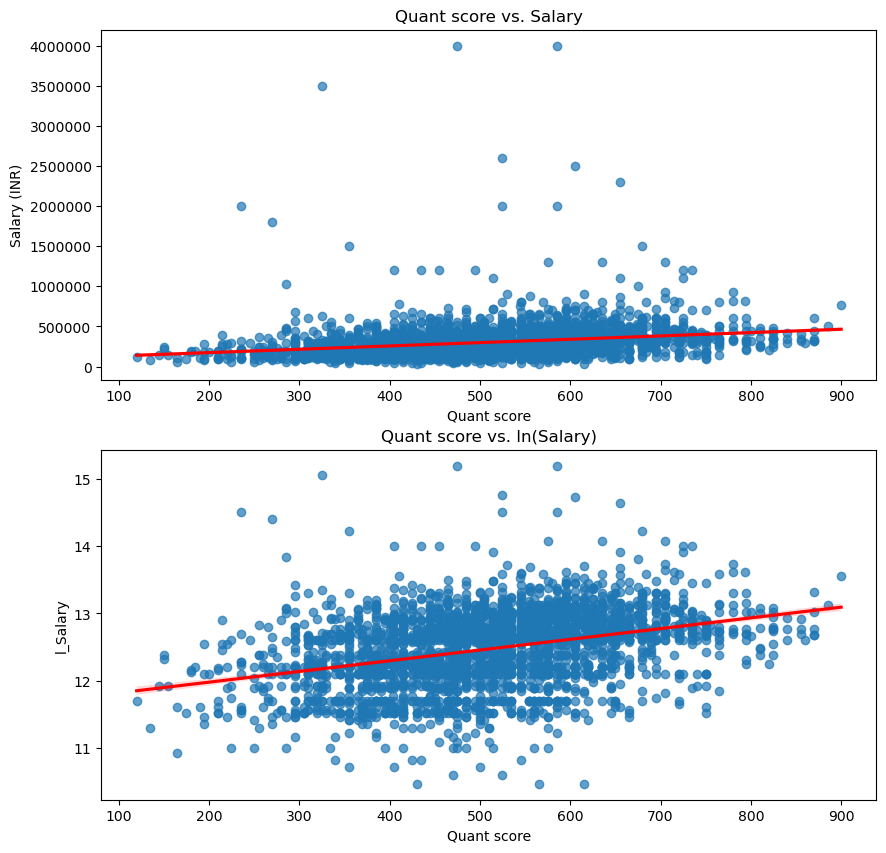 Quant score vs. Salary
4000000
3500000
3000000
2500000
2000000
1500000
1000000
500000
0
Salary (INR)
100 200 300 400 500 600 700 800 900
Quant score
Quant score vs. ln(Salary)
15
14
13
12
11
l_Salary
100 200 300 400 500 600 700 800 900
Quant score